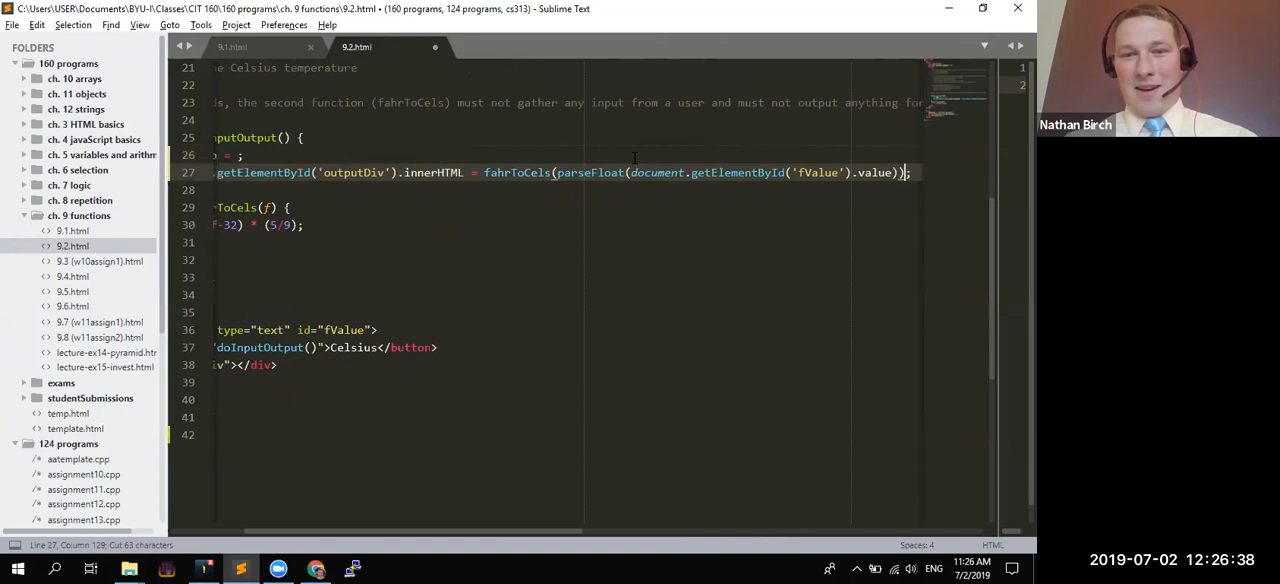 C:\Users\USER\Documents\BYU-I\Classes\CIT 160\160 programs\ch. 9 functions\9.2.html • (160 programs, 124 programs, cs313) - Sublime Text
File Edit Selection Find View Goto Tools Project Preferences Help
FOLDERS
160 programs
ch. 10 arrays
ch. 11 objects
ch. 12 strings
ch. 3 HTML basics
ch. 4 javaScript basics
ch. 5 variables and arithm
ch. 6 selection
ch. 7 logic
ch. 8 repetition
ch. 9 functions
9.1.html
9.2.html
9.3 (w10assign1).html
9.4.html
9.5.html
9.6.html
9.7 (w11assign1).html
9.8 (w11assign2).html
lecture-ex14-pyramid.htr
lecture-ex15-invest.html
exams
studentSubmissions
temp.html
template.html
124 programs
aatemplate.cpp
assignment10.cpp
assignment11.cpp
assignment12.cpp
assignment13.cpp
9.1.html 9.2.html
21 e Celsius temperature
22
23 ds, the second function (fahrToCels) must not gather any input from a user and must not output anything for
24
25 nputOutput() {
26 = ;
27 .getElementById('outputDiv').innerHTML = fahrToCels(parseFloat(document.getElementById('fValue').value));
28
29 rToCels(f) {
30 f-32) * (5/9);
31
32
33
34
35
36 type="text" id="fValue">
37 "doInputOutput()">Celsius</button>
38 iv"></div>
39
40
41
42
1
2
Nathan Birch
Line 27, Column 129; Cut 63 characters Spaces: 4 HTML
ENG
11:26 AM
7/2/2019
2019-07-02 12:26:38